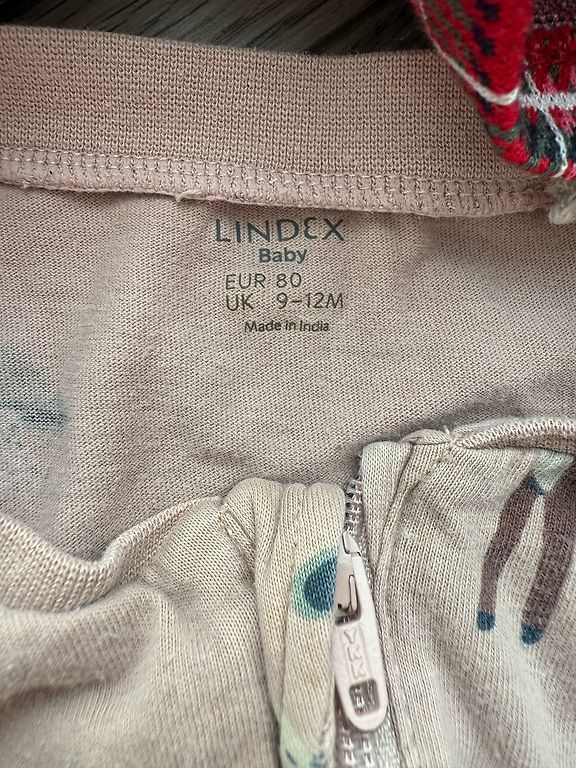 LINDEX
Baby
EUR 80
UK 9-12M
Made in India